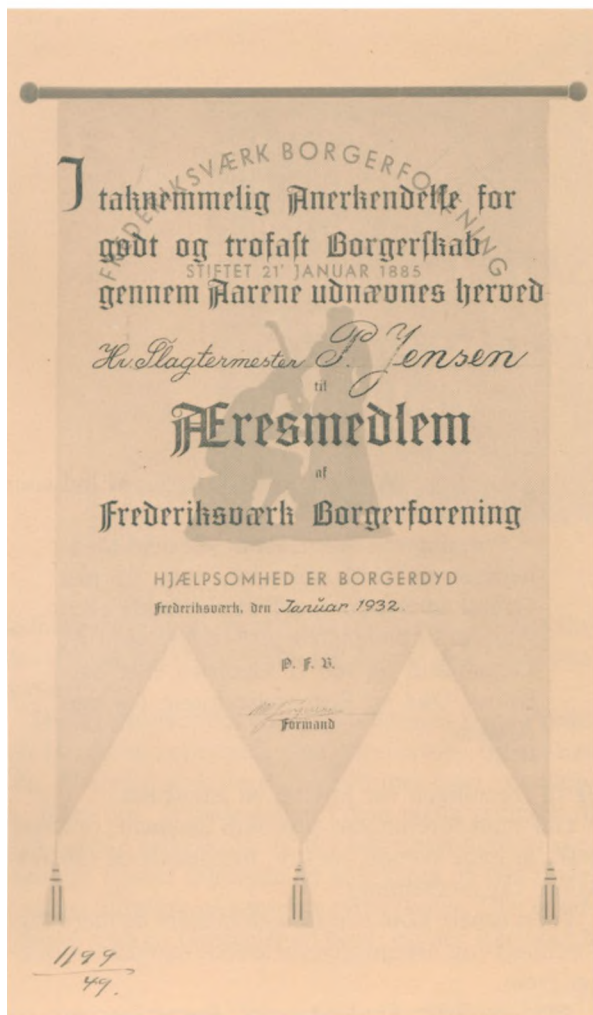 FREDERIKSVÆRK BORGERFORENING
I taknemmelig Anerkendelse for
godt og trofast Borgerskab
STIFTET 21' JANUAR 1885
gennem Aarene udnævnes herved
Hr. Slagtermester P. Jensen
til
Æresmedlem
af
Frederiksværk Borgerforening
HJÆLPSOMHED ER BORGERDYD
Frederiksværk, den Januar 1932.
P. F. V.
Formand
1199
49.